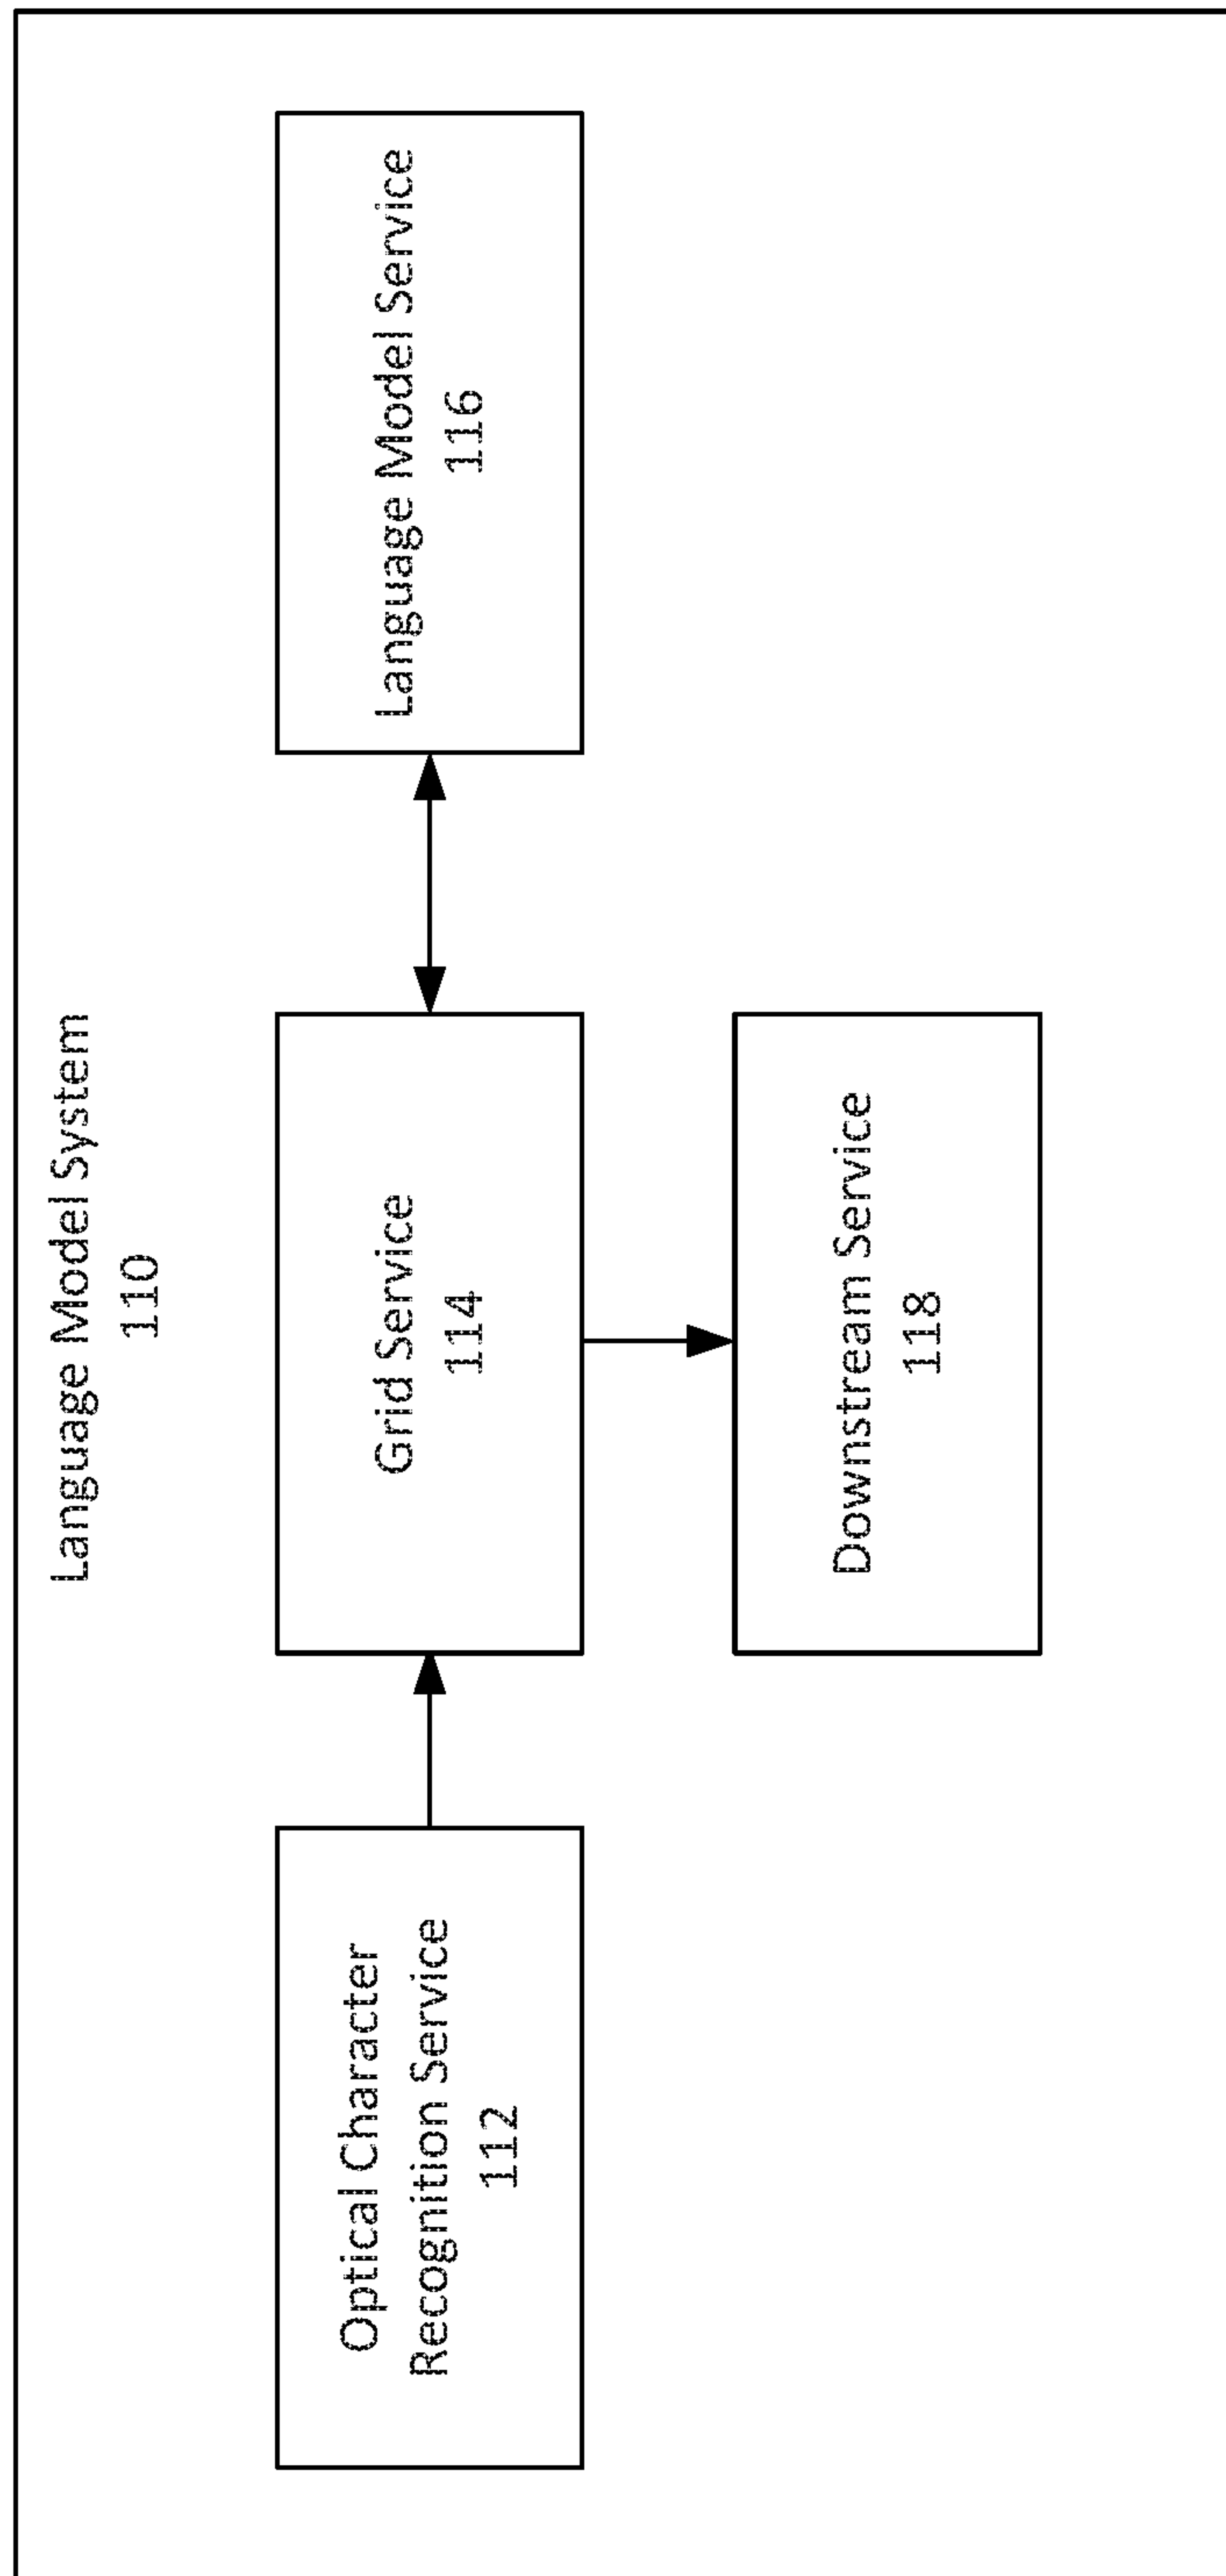 Language Model System
110
Optical Character
Recognition Service
112
Grid Service
114
Language Model Service
116
Downstream Service
118